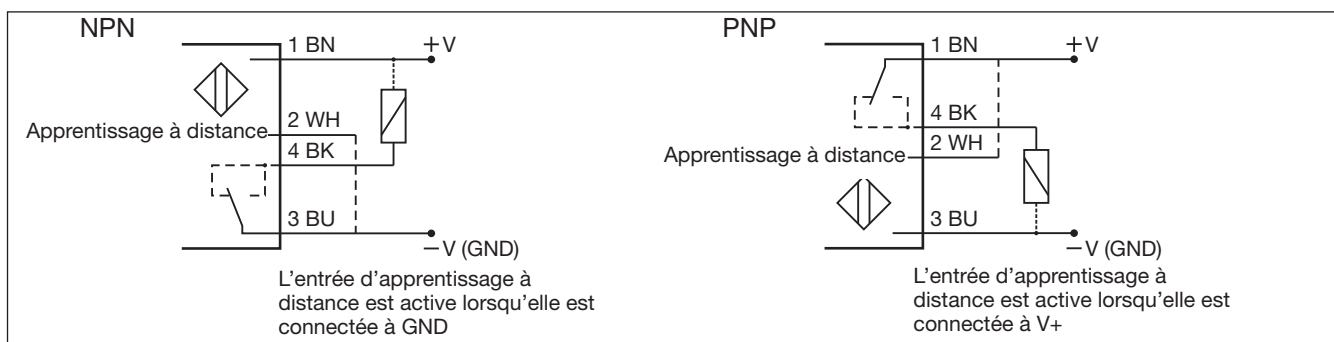 NPN
1 BN
+V
2 WH
Apprentissage à distance
4 BK
3 BU
−V (GND)
L'entrée d'apprentissage à
distance est active lorsqu'elle est
connectée à GND
PNP
1 BN
+V
4 BK
2 WH
Apprentissage à distance
3 BU
−V (GND)
L'entrée d'apprentissage à
distance est active lorsqu'elle est
connectée à V+